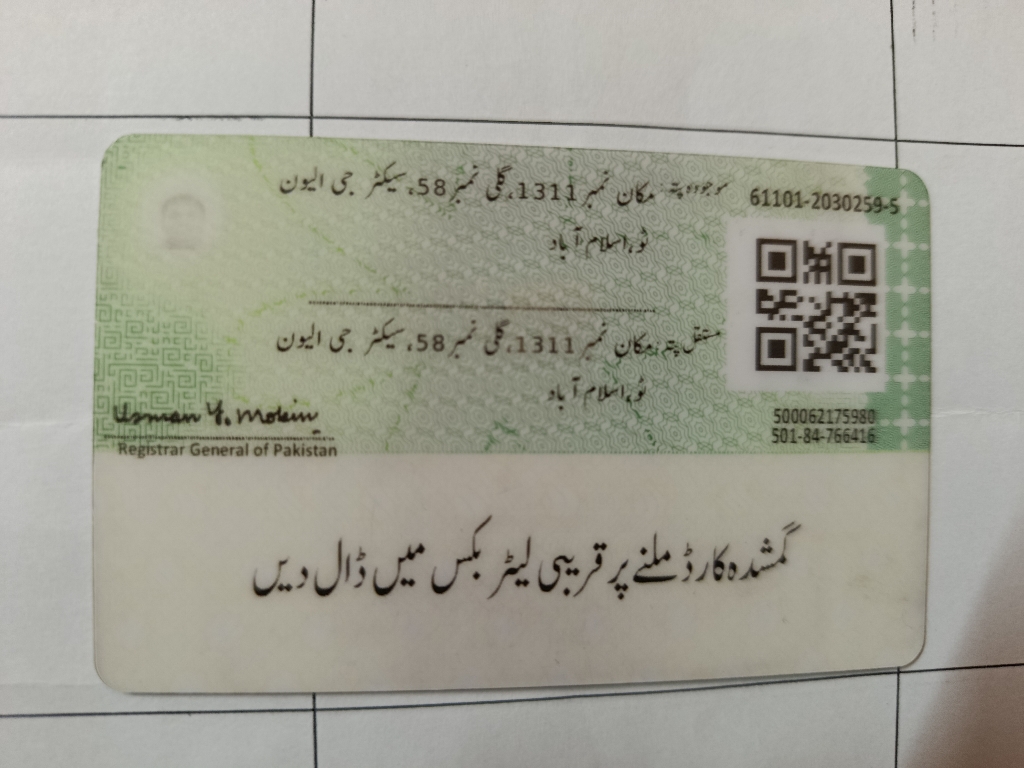 61101-2030259-5
موجودہ پتہ مکان نمبر 1311، گلی نمبر 58، سیکٹر جی الیون
ٹو، اسلام آباد
مستقل پتہ مکان نمبر 1311، گلی نمبر 58، سیکٹر جی الیون
ٹو، اسلام آباد
500062175980
501-84-766416
Usman Y. Mobin
Registrar General of Pakistan
گمشدہ کارڈ ملنے پر قریبی لیٹر بکس میں ڈال دیں